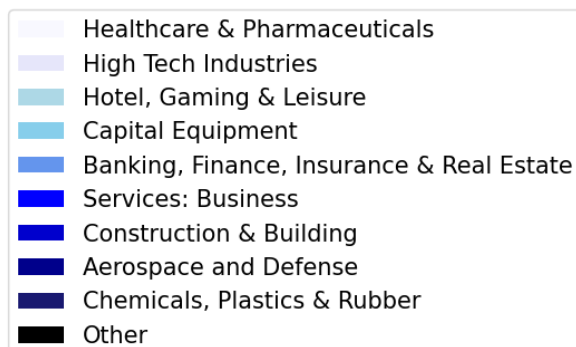 Healthcare & Pharmaceuticals
High Tech Industries
Hotel, Gaming & Leisure
Capital Equipment
Banking, Finance, Insurance & Real Estate
Services: Business
Construction & Building
Aerospace and Defense
Chemicals, Plastics & Rubber
Other